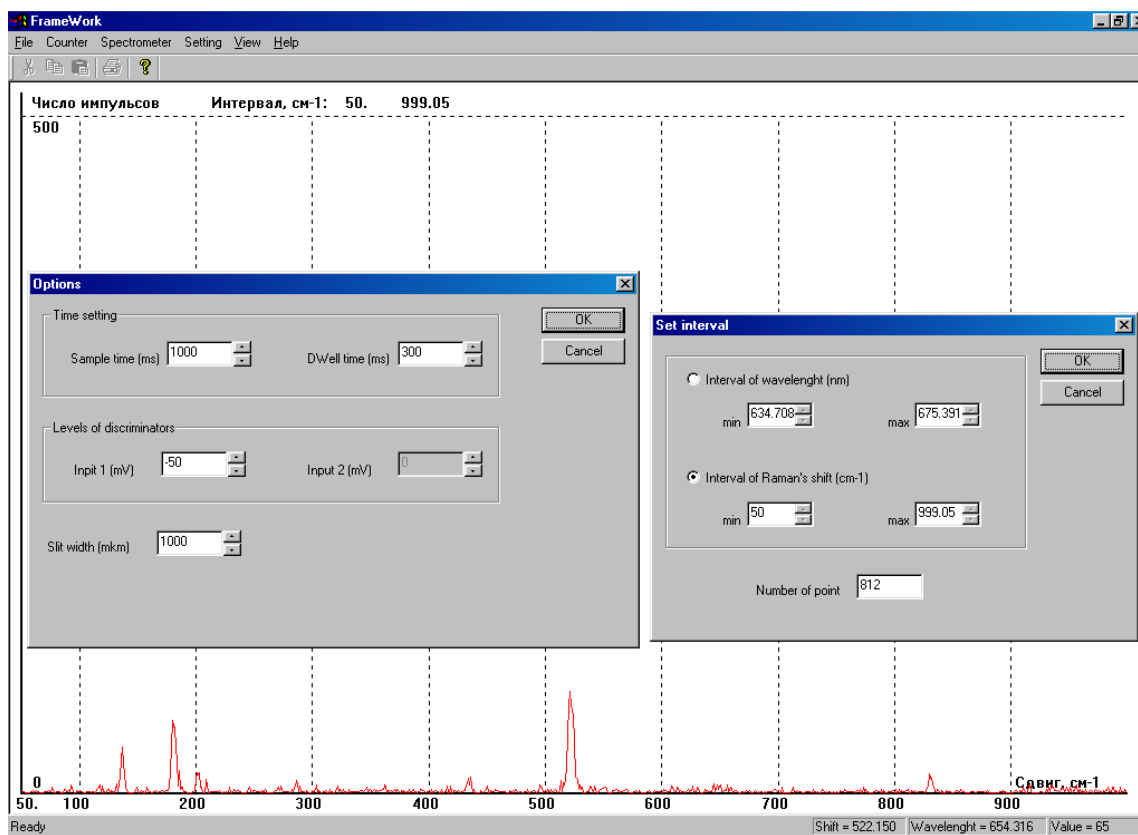 FrameWork
File Counter Spectrometer Setting View Help
Число импульсов Интервал, см-1: 50. 999.05
500
Options
Time setting
OK
Sample time (ms) 1000 DWell time (ms) 300
Cancel
Levels of discriminators
Inpit 1 (mV) -50 Input 2 (mV) 0
Slit width (mkm) 1000
Set interval
OK
Interval of wavelenght (nm)
Cancel
min 634.708 max 675.391
Interval of Raman's shift (cm-1)
min 50 max 999.05
Number of point 812
0 Сдвиг, см-1
50. 100 200 300 400 500 600 700 800 900
Ready Shift = 522.150 Wavelenght = 654.316 Value = 65